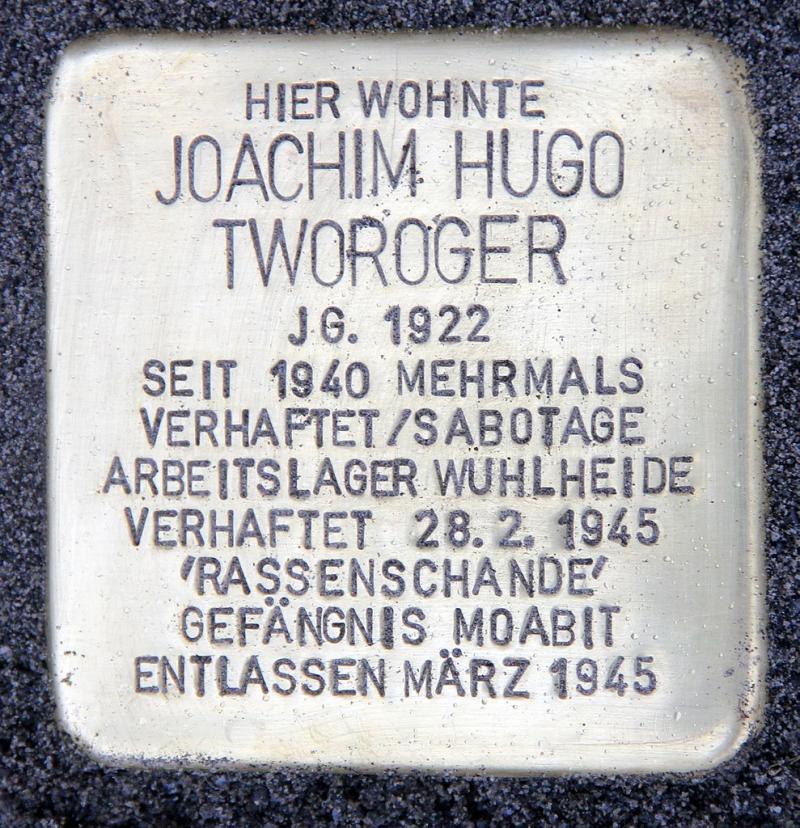 HIER WOHNTE
JOACHIM HUGO
TWOROGER
JG. 1922
SEIT 1940 MEHRMALS
VERHAFTET/SABOTAGE
ARBEITSLAGER WUHLHEIDE
VERHAFTET 28.2.1945
'RASSENSCHANDE'
GEFÄNGNIS MOABIT
ENTLASSEN MÄRZ 1945